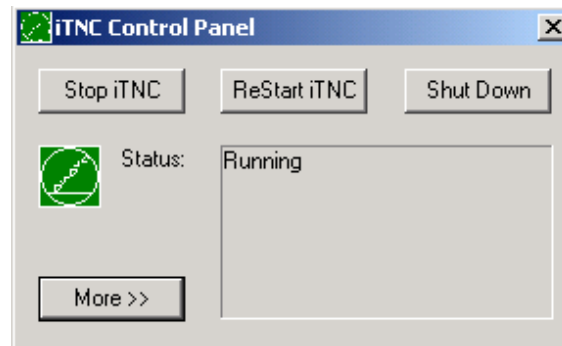 iTNC Control Panel
Stop iTNC
ReStart iTNC
Shut Down
Status:
Running
More >>